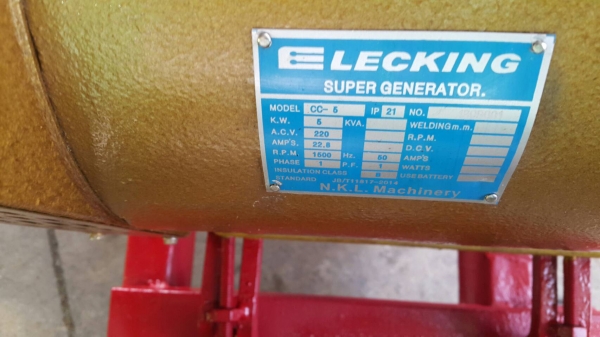 ELECKING
SUPER GENERATOR.
MODEL CC-5 IP 21 NO.
K.W. 5 KVA. WELDING m.m.
A.C.V. 220 R.P.M.
AMP'S. 22.8 D.C.V.
R.P.M 1500 Hz. 50 AMP'S
PHASE 1 P.F. 1 WATTS
INSULATION CLASS B USE BATTERY
STANDARD
N.K.L. Machinery